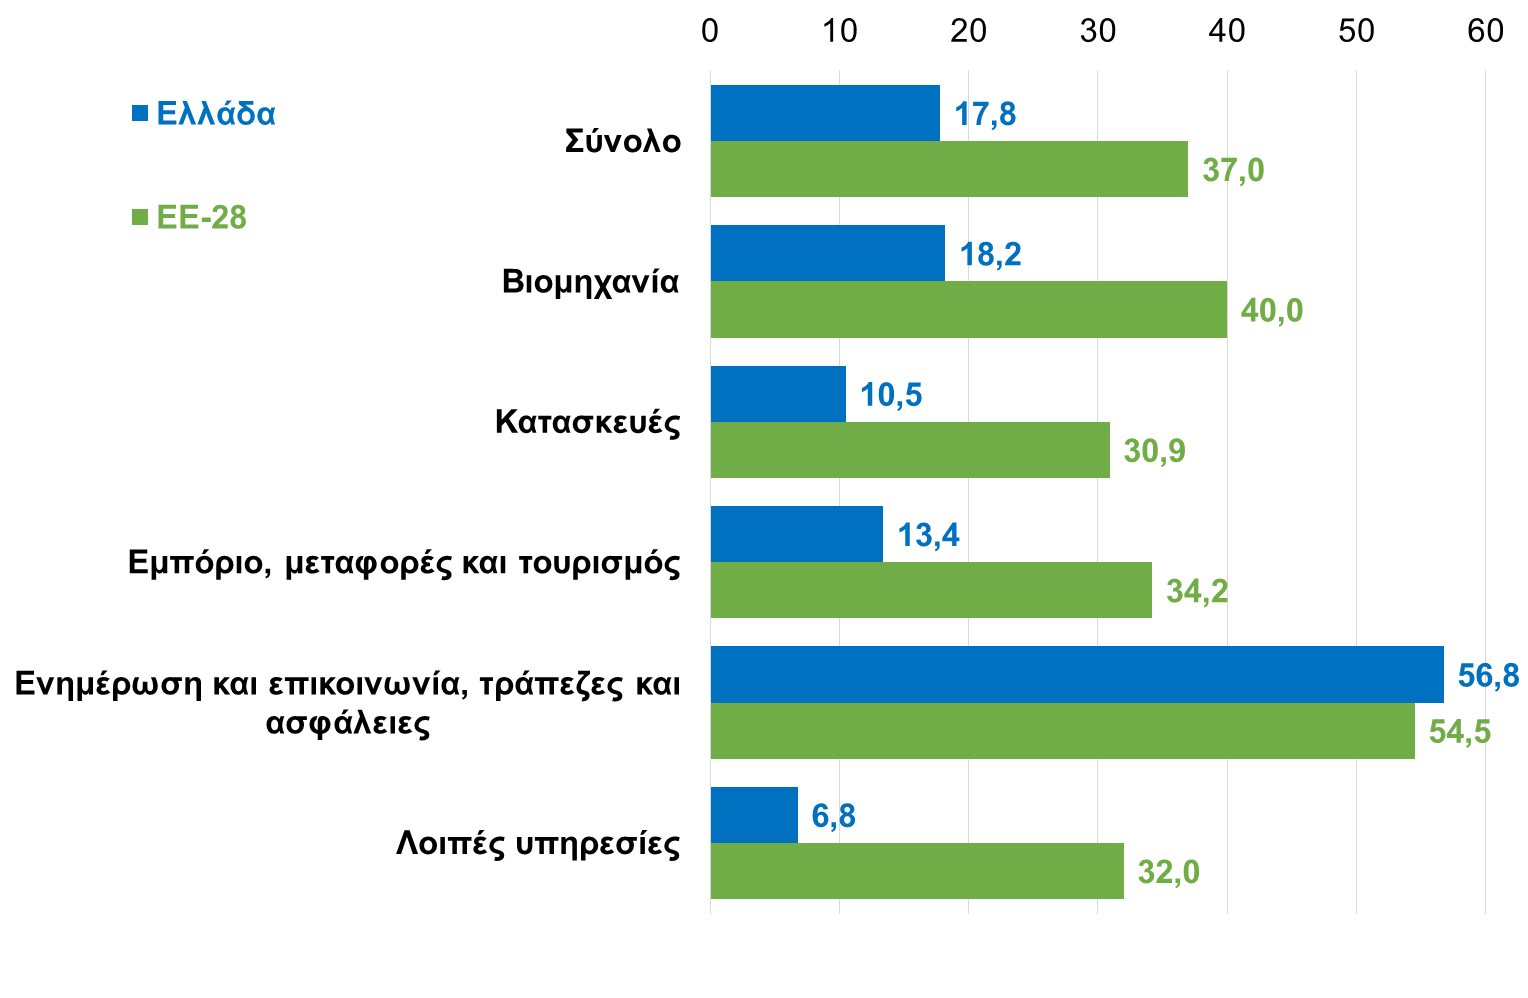 0 10 20 30 40 50 60
Ελλάδα
ΕΕ-28
Σύνολο
17,8
37,0
Βιομηχανία
18,2
40,0
Κατασκευές
10,5
30,9
Εμπόριο, μεταφορές και τουρισμός
13,4
34,2
Ενημέρωση και επικοινωνία, τράπεζες και
ασφάλειες
56,8
54,5
Λοιπές υπηρεσίες
6,8
32,0